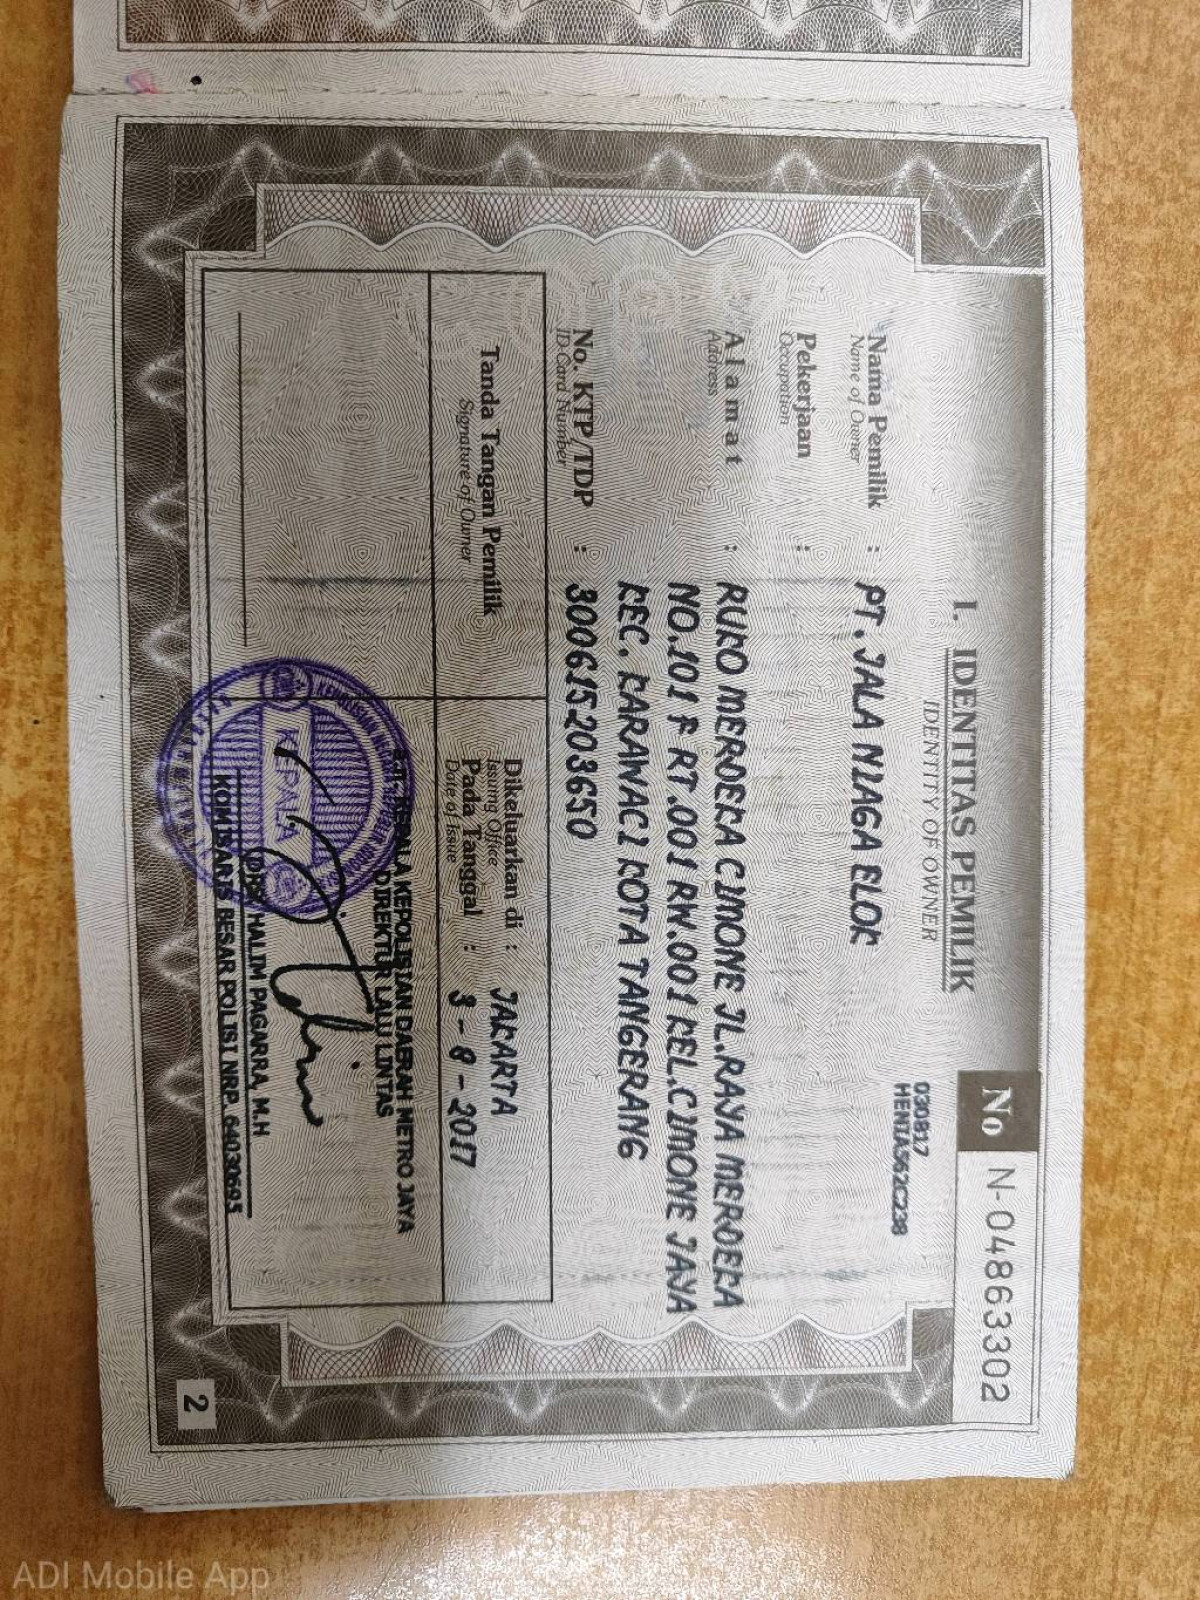 No N-04863302
030817
HENIA562C238
I. IDENTITAS PEMILIK
IDENTITY OF OWNER
Nama Pemilik : PT. JALA NIAGA ELOK
Name of Owner
Pekerjaan :
Occupation
Alamat : RUKO MERDEKA CIMONE JL.RAYA MERDEKA
Address
NO.101 F RT.001 RW.001 KEL.CIMONE JAYA
KEC. KARAWACI KOTA TANGERANG
No. KTP/TDP : 300615203650
ID Card Number
Tanda Tangan Pemilik
Signature of Owner
Dikeluarkan di : JAKARTA
Issuing Office
Pada Tanggal : 3-8-2017
Date of Issue
KEPALA KEPOLISIAN DAERAH METRO JAYA
DIREKTUR LALU LINTAS
KEPALA
HALIM PAGARRA, M.H
KOMISARIS BESAR POLISI NRP. 64030695
2
ADI Mobile App